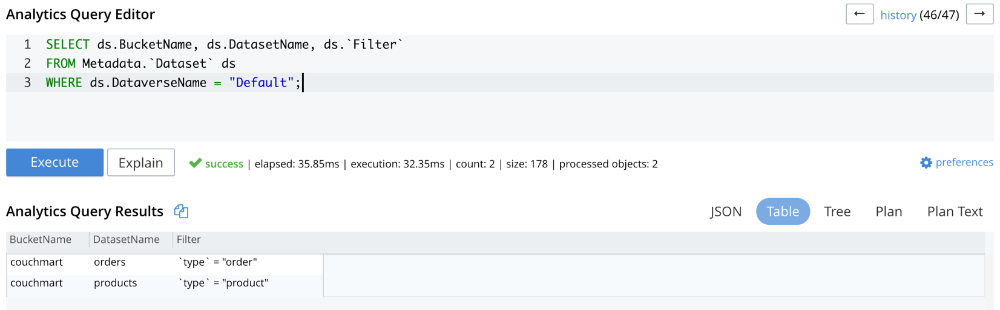 Analytics Query Editor
← history (46/47) →
1 SELECT ds.BucketName, ds.DatasetName, ds.`Filter`
2 FROM Metadata.`Dataset` ds
3 WHERE ds.DataverseName = "Default";
Execute Explain success | elapsed: 35.85ms | execution: 32.35ms | count: 2 | size: 178 | processed objects: 2 preferences
Analytics Query Results JSON Table Tree Plan Plan Text
BucketName DatasetName Filter
couchmart orders `type` = "order"
couchmart products `type` = "product"